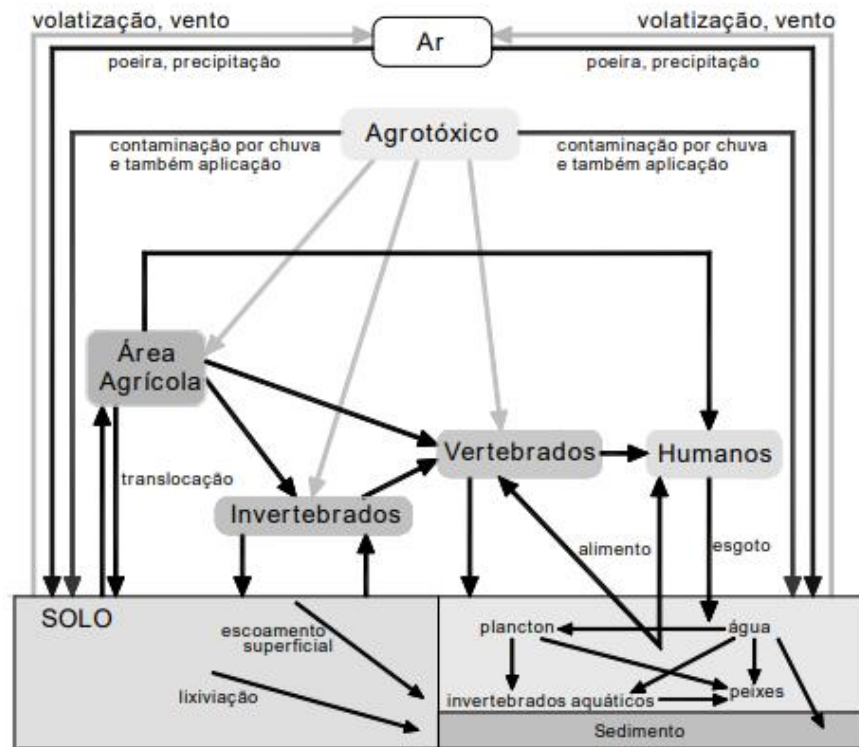 volatização, vento
volatização, vento
Ar
poeira, precipitação
poeira, precipitação
Agrotóxico
contaminação por chuva
e também aplicação
contaminação por chuva
e também aplicação
Área
Agrícola
Vertebrados
Humanos
translocação
Invertebrados
alimento
esgoto
SOLO
escoamento
superficial
lixiviação
plancton
água
invertebrados aquáticos
peixes
Sedimento